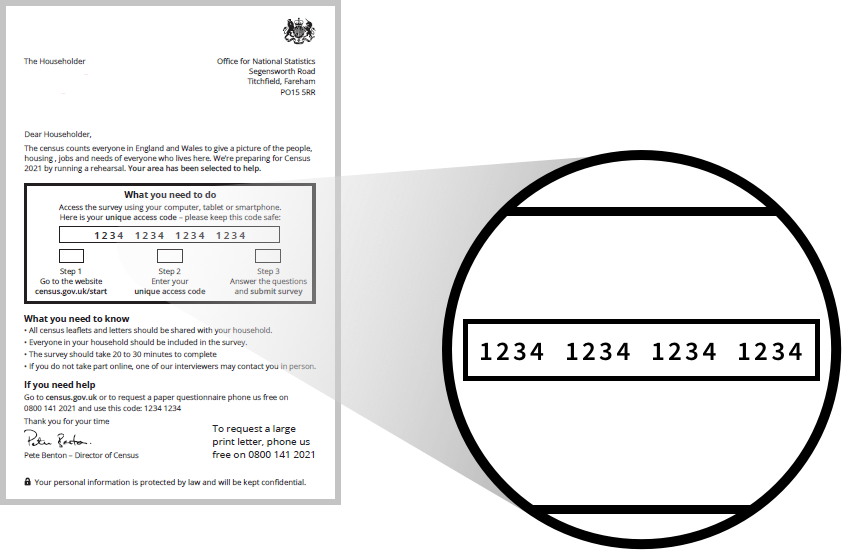 The Householder
Office for National Statistics
Segensworth Road
Titchfield, Fareham
PO15 5RR
Dear Householder,
The census counts everyone in England and Wales to give a picture of the people,
housing , jobs and needs of everyone who lives here. We're preparing for Census
2021 by running a rehearsal. Your area has been selected to help.
What you need to do
Access the survey using your computer, tablet or smartphone.
Here is your unique access code – please keep this code safe:
1234 1234 1234 1234
Step 1
Go to the website
census.gov.uk/start
Step 2
Enter your
unique access code
Step 3
Answer the questions
and submit survey
What you need to know
• All census leaflets and letters should be shared with your household.
• Everyone in your household should be included in the survey.
• The survey should take 20 to 30 minutes to complete
• If you do not take part online, one of our interviewers may contact you in person.
If you need help
Go to census.gov.uk or to request a paper questionnaire phone us free on
0800 141 2021 and use this code: 1234 1234
Thank you for your time
Pete Benton
Pete Benton – Director of Census
To request a large
print letter, phone us
free on 0800 141 2021
Your personal information is protected by law and will be kept confidential.
1234 1234 1234 1234